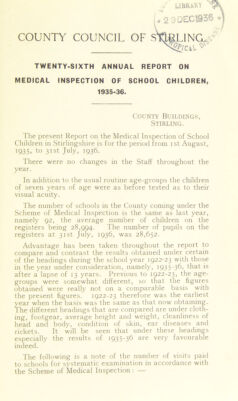 LIBRARY
29 DEC 1936
COUNTY COUNCIL OF STIRLING.
TWENTY-SIXTH ANNUAL REPORT ON
MEDICAL INSPECTION OF SCHOOL CHILDREN,
1935-36.
COUNTY BUILDINGS,
STIRLING.
The present Report on the Medical Inspection of School
Children in Stirlingshire is for the period from 1st August,
1935, to 31st July, 1936.
There were no changes in the Staff throughout the
year.
In addition to the usual routine age-groups the children
of seven years of age were as before tested as to their
visual acuity.
The number of schools in the County coming under the
Scheme of Medical Inspection is the same as last year,
namely 92, the average number of children on the
registers being 28,994. The number of pupils on the
registers at 31st July, 1936, was 28,652.
Advantage has been taken throughout the report to
compare and contrast the results obtained under certain
of the headings during the school year 1922-23 with those
in the year under consideration, namely, 1935-36, that is
after a lapse of 13 years. Previous to 1922-23, the age-
groups were somewhat different, so that the figures
obtained were really not on a comparable basis with
the present figures. 1922-23 therefore was the earliest
year when the basis was the same as that now obtaining.
The different headings that are compared are under cloth-
ing, footgear, average height and weight, cleanliness of
head and body, condition of skin, ear diseases and
rickets. It will be seen that under these headings
especially the results of 1935-36 are very favourable
indeed.
The following is a note of the number of visits paid
to schools for systematic examination in accordance with
the Scheme of Medical Inspection: —